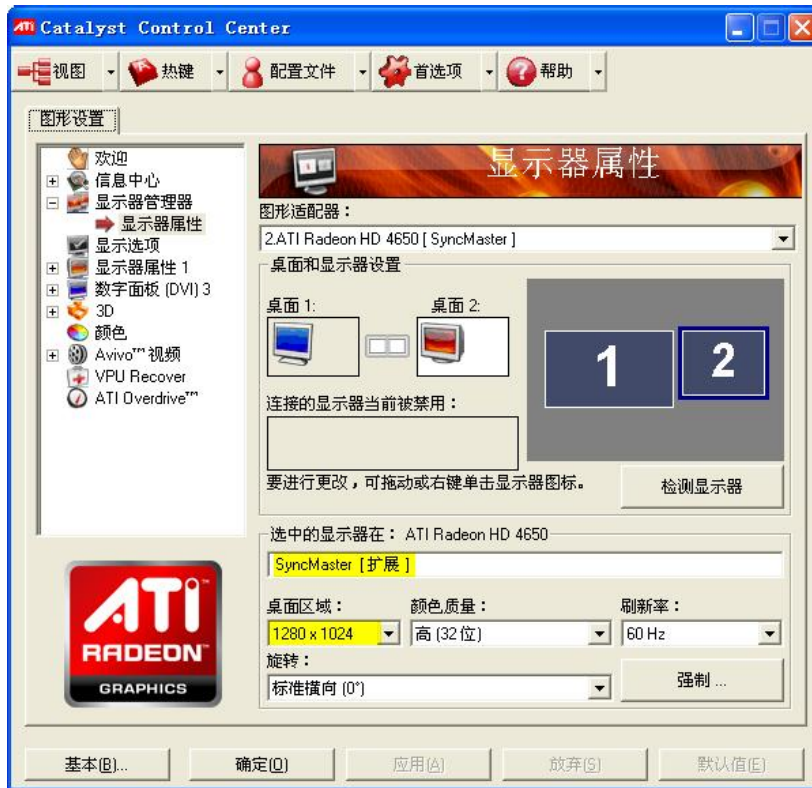 Catalyst Control Center
视图 热键 配置文件 首选项 帮助
图形设置
欢迎
信息中心
显示器管理器
显示器属性
显示选项
显示器属性 1
数字面板 (DVI) 3
3D
颜色
Avivo™ 视频
VPU Recover
ATI Overdrive™
ATI™
RADEON™
GRAPHICS
显示器属性
图形适配器：
2.ATI Radeon HD 4650 [ SyncMaster ]
桌面和显示器设置
桌面 1: 桌面 2:
1 2
连接的显示器当前被禁用：
要进行更改，可拖动或右键单击显示器图标。
检测显示器
选中的显示器在： ATI Radeon HD 4650
SyncMaster [ 扩展 ]
桌面区域： 颜色质量： 刷新率：
1280 x 1024 高 (32 位) 60 Hz
旋转：
标准横向 (0°) 强制 ...
基本(B)... 确定(O) 应用(A) 放弃(S) 默认值(E)